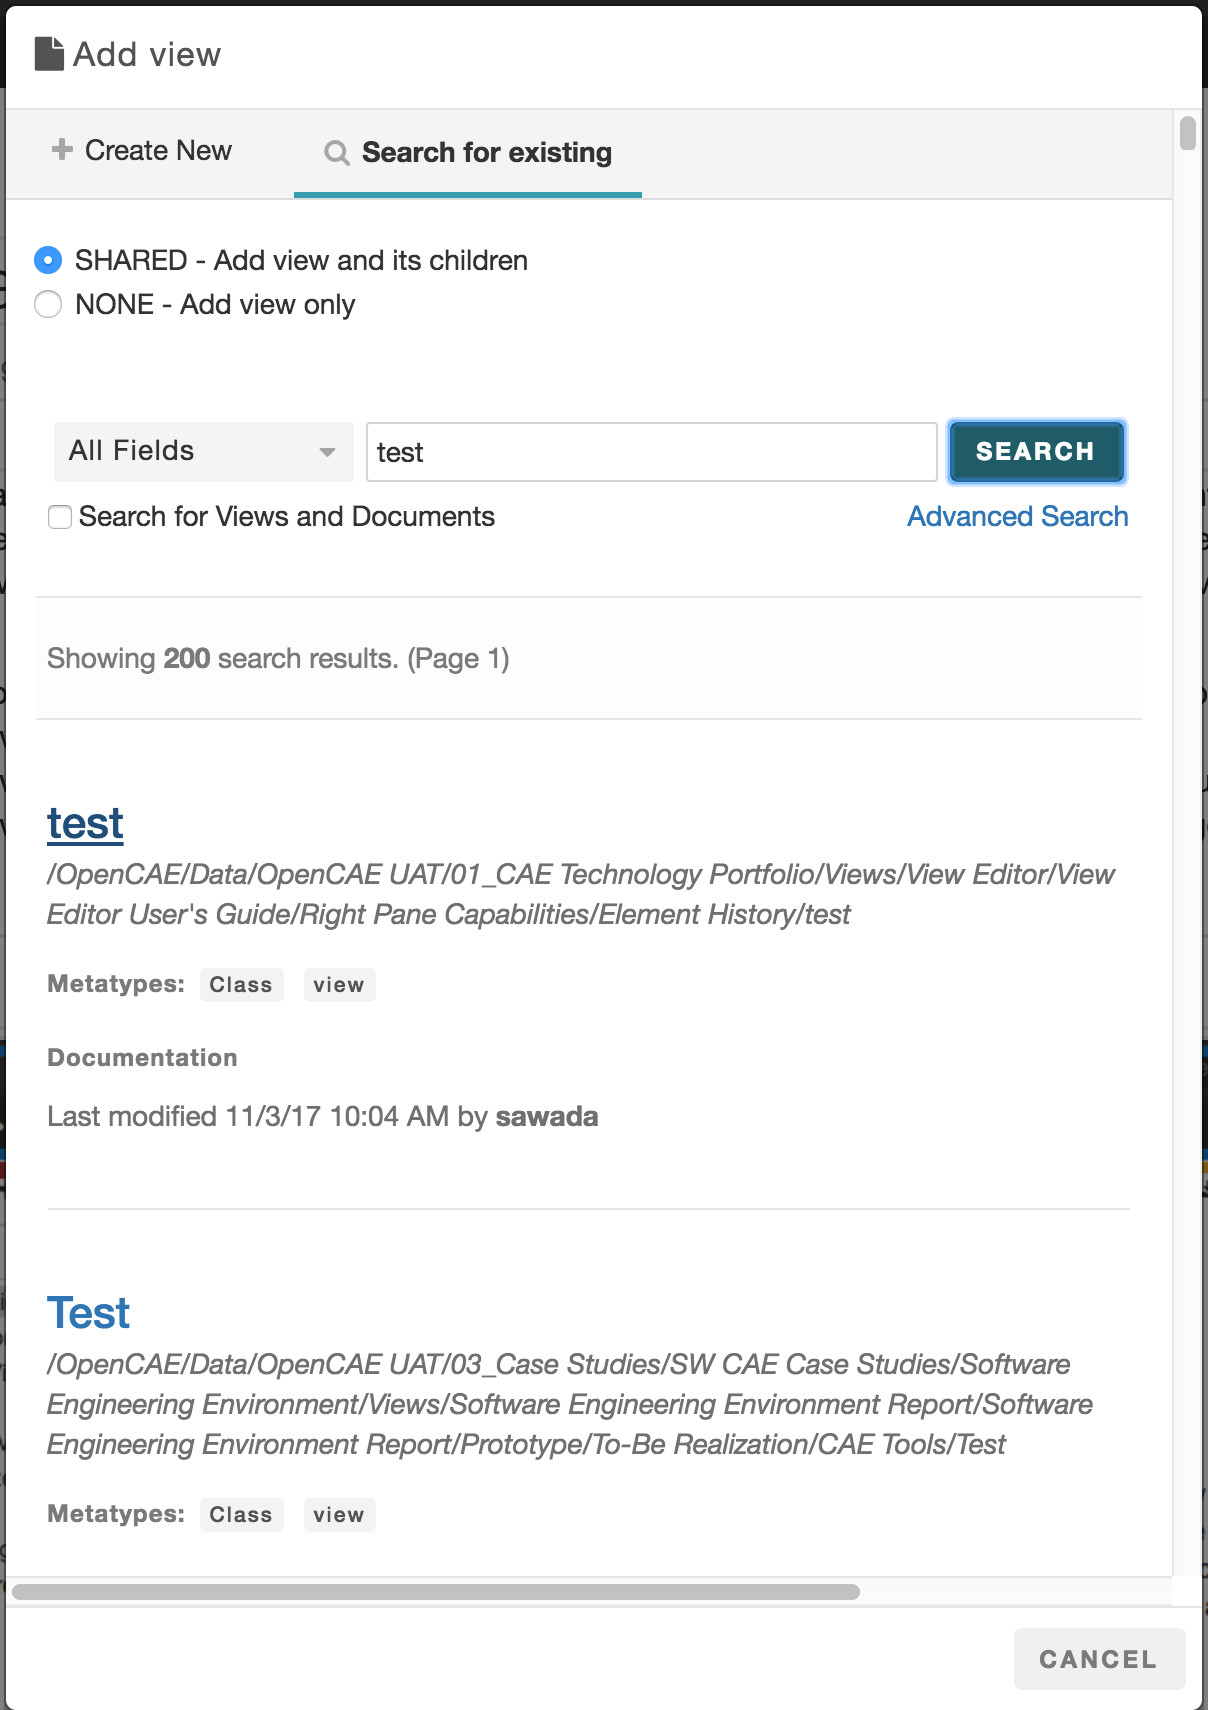 Add view
Create New
Search for existing
SHARED - Add view and its children
NONE - Add view only
All Fields
test
SEARCH
Search for Views and Documents
Advanced Search
Showing 200 search results. (Page 1)
test
/OpenCAE/Data/OpenCAE UAT/01_CAE Technology Portfolio/Views/View Editor/View
Editor User's Guide/Right Pane Capabilities/Element History/test
Metatypes: Class view
Documentation
Last modified 11/3/17 10:04 AM by sawada
Test
/OpenCAE/Data/OpenCAE UAT/03_Case Studies/SW CAE Case Studies/Software
Engineering Environment/Views/Software Engineering Environment Report/Software
Engineering Environment Report/Prototype/To-Be Realization/CAE Tools/Test
Metatypes: Class view
CANCEL